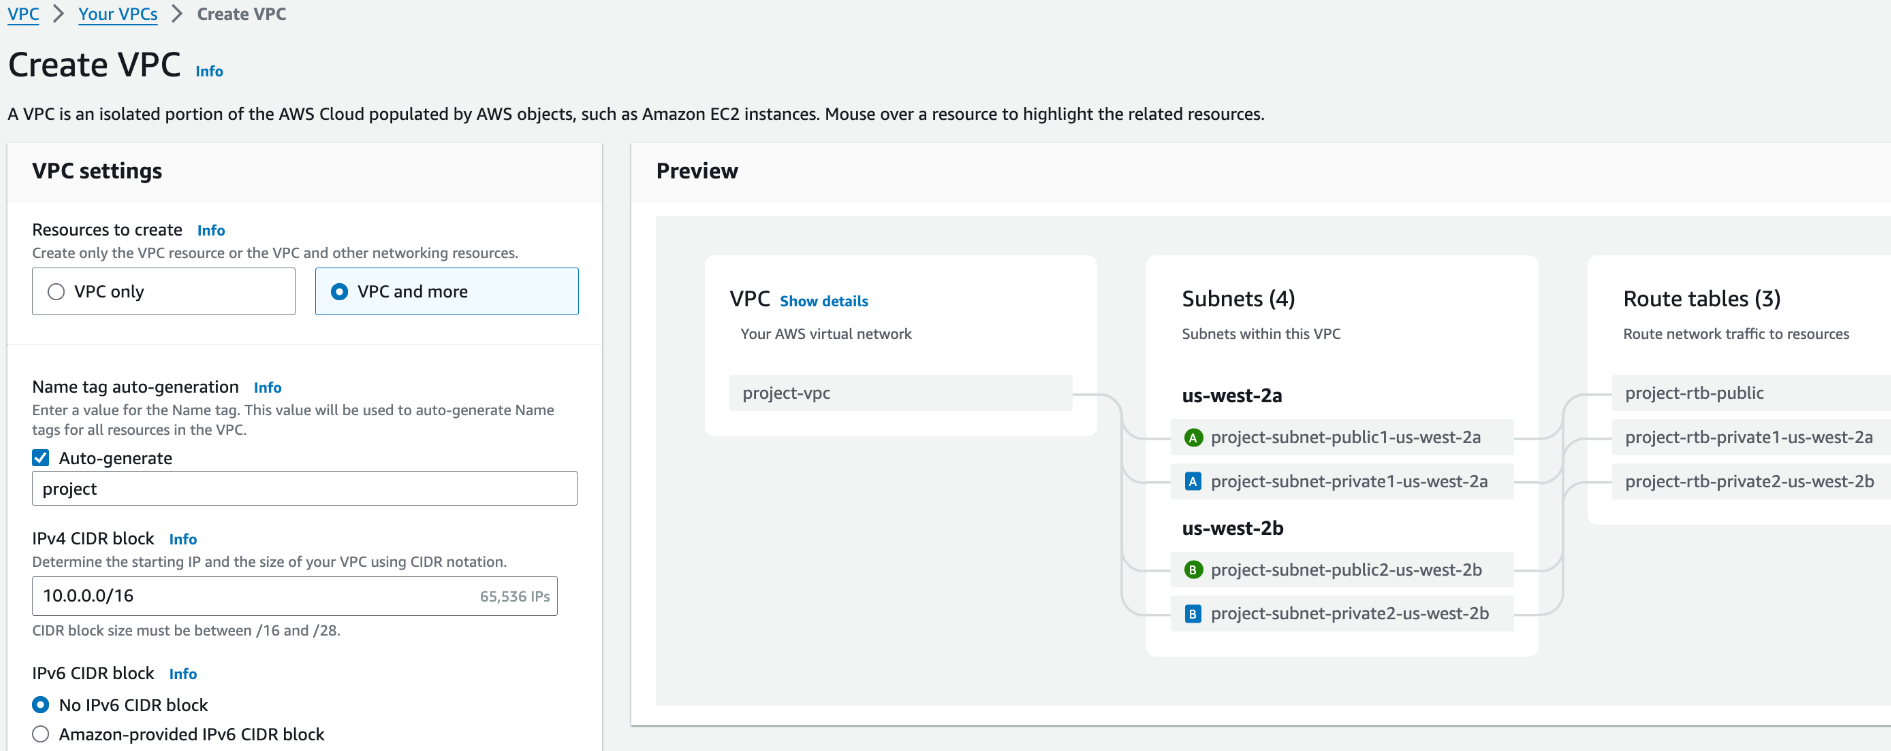 VPC > Your VPCs > Create VPC
Create VPC Info
A VPC is an isolated portion of the AWS Cloud populated by AWS objects, such as Amazon EC2 instances. Mouse over a resource to highlight the related resources.
VPC settings
Resources to create Info
Create only the VPC resource or the VPC and other networking resources.
VPC only
VPC and more
Name tag auto-generation Info
Enter a value for the Name tag. This value will be used to auto-generate Name
tags for all resources in the VPC.
Auto-generate
project
IPv4 CIDR block Info
Determine the starting IP and the size of your VPC using CIDR notation.
10.0.0.0/16 65,536 IPs
CIDR block size must be between /16 and /28.
IPv6 CIDR block Info
No IPv6 CIDR block
Amazon-provided IPv6 CIDR block
Preview
VPC Show details
Your AWS virtual network
project-vpc
Subnets (4)
Subnets within this VPC
us-west-2a
A project-subnet-public1-us-west-2a
A project-subnet-private1-us-west-2a
us-west-2b
B project-subnet-public2-us-west-2b
B project-subnet-private2-us-west-2b
Route tables (3)
Route network traffic to resources
project-rtb-public
project-rtb-private1-us-west-2a
project-rtb-private2-us-west-2b